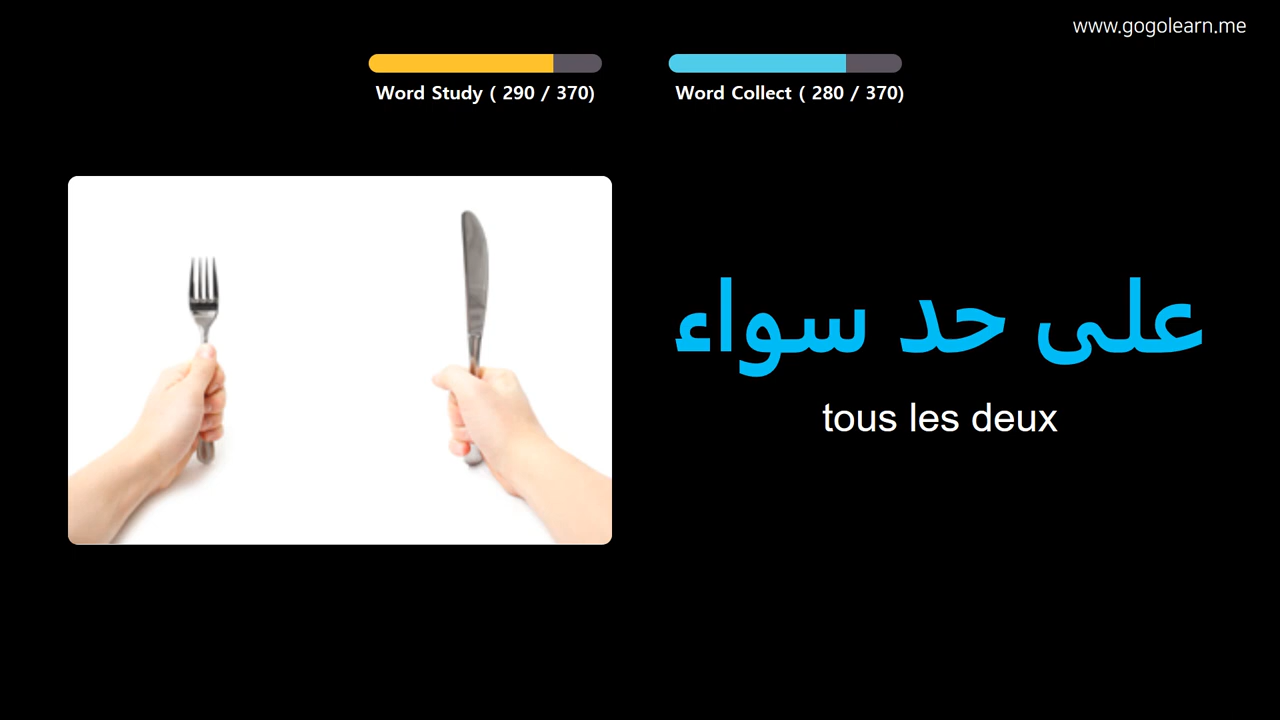 www.gogolearn.me
Word Study ( 290 / 370)
Word Collect ( 280 / 370)
على حد سواء
tous les deux